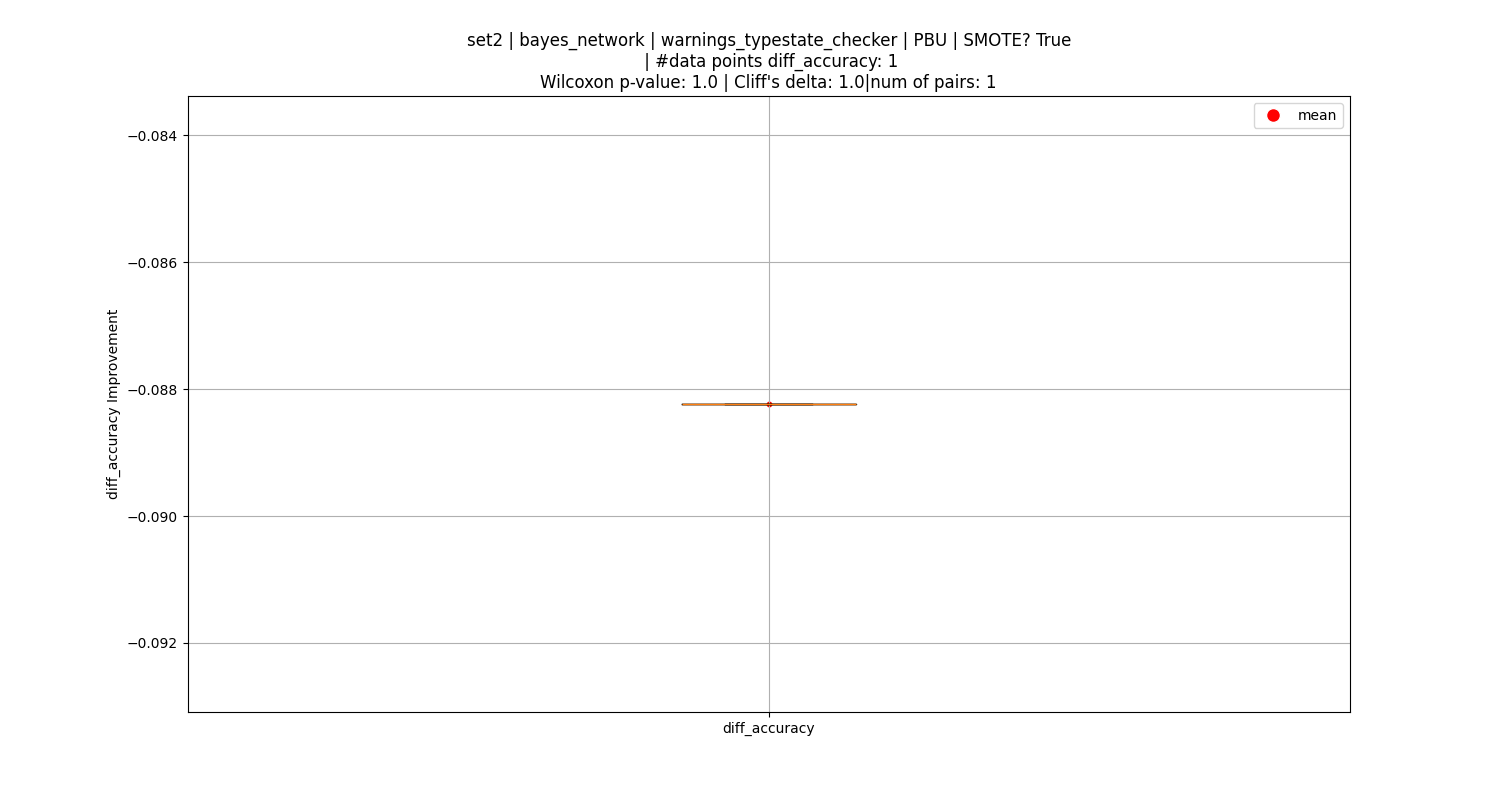 set2 | bayes_network | warnings_typestate_checker | PBU | SMOTE? True
| #data points diff_accuracy: 1
Wilcoxon p-value: 1.0 | Cliff's delta: 1.0|num of pairs: 1
mean
−0.084
−0.086
−0.088
−0.090
−0.092
diff_accuracy Improvement
diff_accuracy